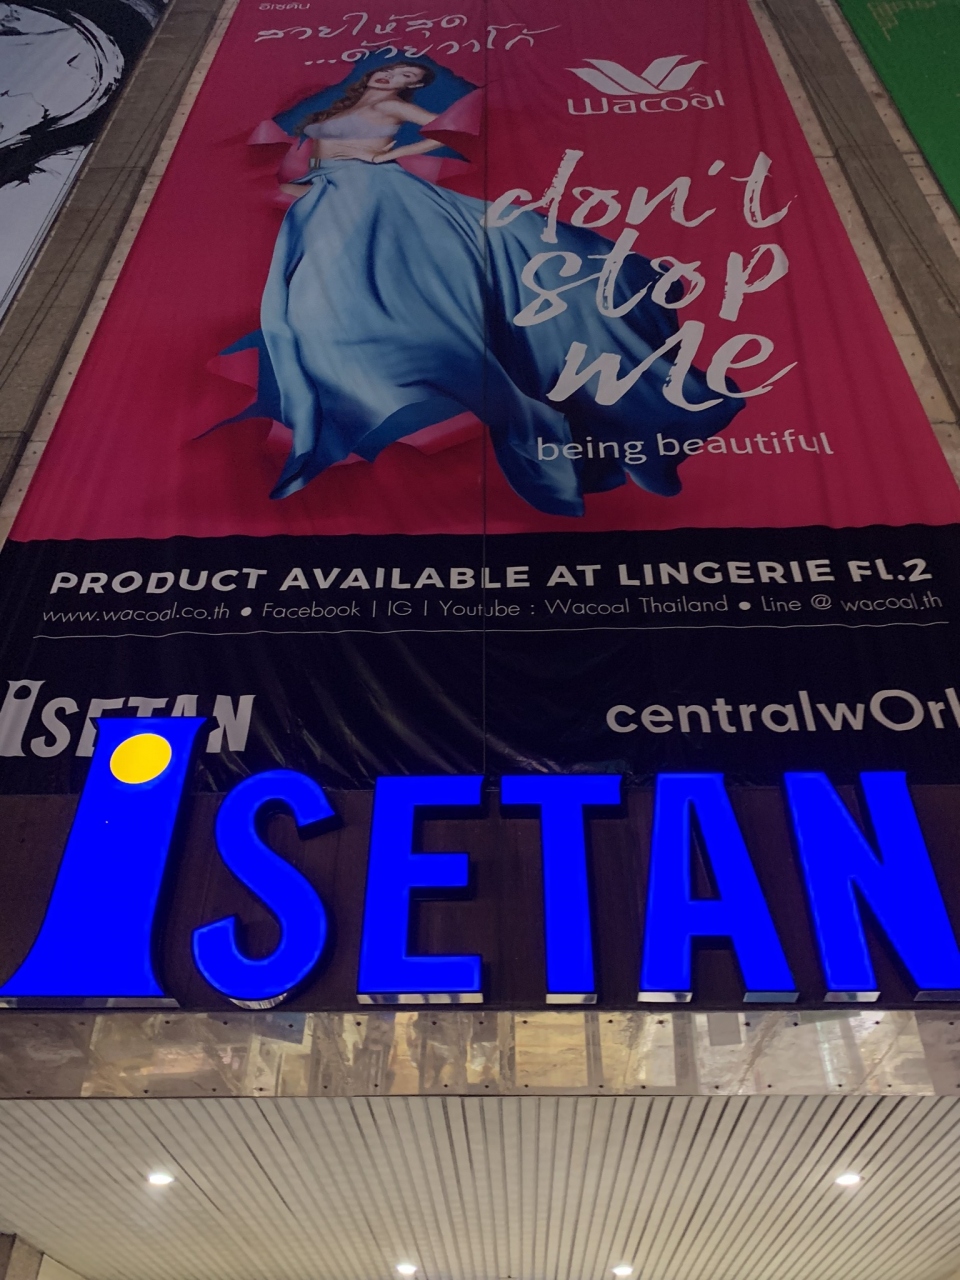 อิเซตัน
สวยให้สุด
...ด้วยวาโก้
wacoal
don't
stop
me
being beautiful
PRODUCT AVAILABLE AT LINGERIE FL.2
www.wacoal.co.th ● Facebook | IG | Youtube : Wacoal Thailand ● Line @ wacoal.th
ISETAN
centralwOrl
ISETAN